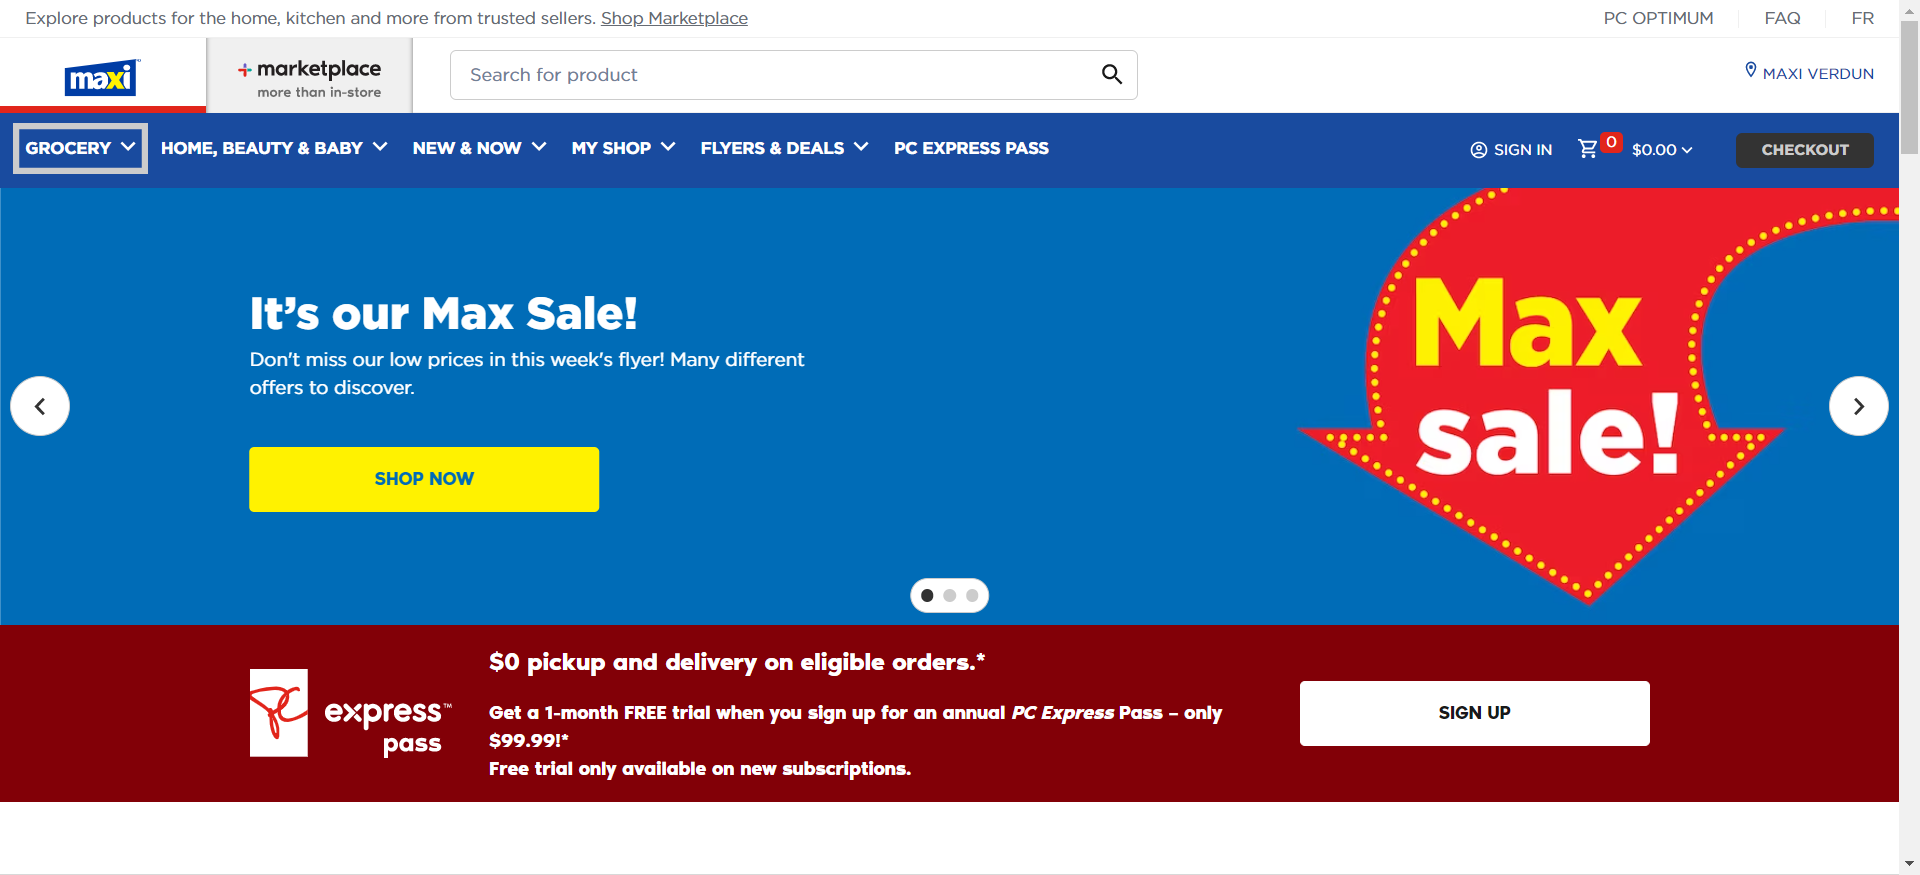 Explore products for the home, kitchen and more from trusted sellers. Shop Marketplace
PC OPTIMUM
FAQ
FR
maxi
marketplace
more than in-store
Search for product
MAXI VERDUN
GROCERY
HOME, BEAUTY & BABY
NEW & NOW
MY SHOP
FLYERS & DEALS
PC EXPRESS PASS
SIGN IN
0
$0.00
CHECKOUT
It's our Max Sale!
Don't miss our low prices in this week's flyer! Many different
offers to discover.
SHOP NOW
Max
sale!
PC
express™
pass
$0 pickup and delivery on eligible orders.*
Get a 1-month FREE trial when you sign up for an annual PC Express Pass – only
$99.99!*
Free trial only available on new subscriptions.
SIGN UP